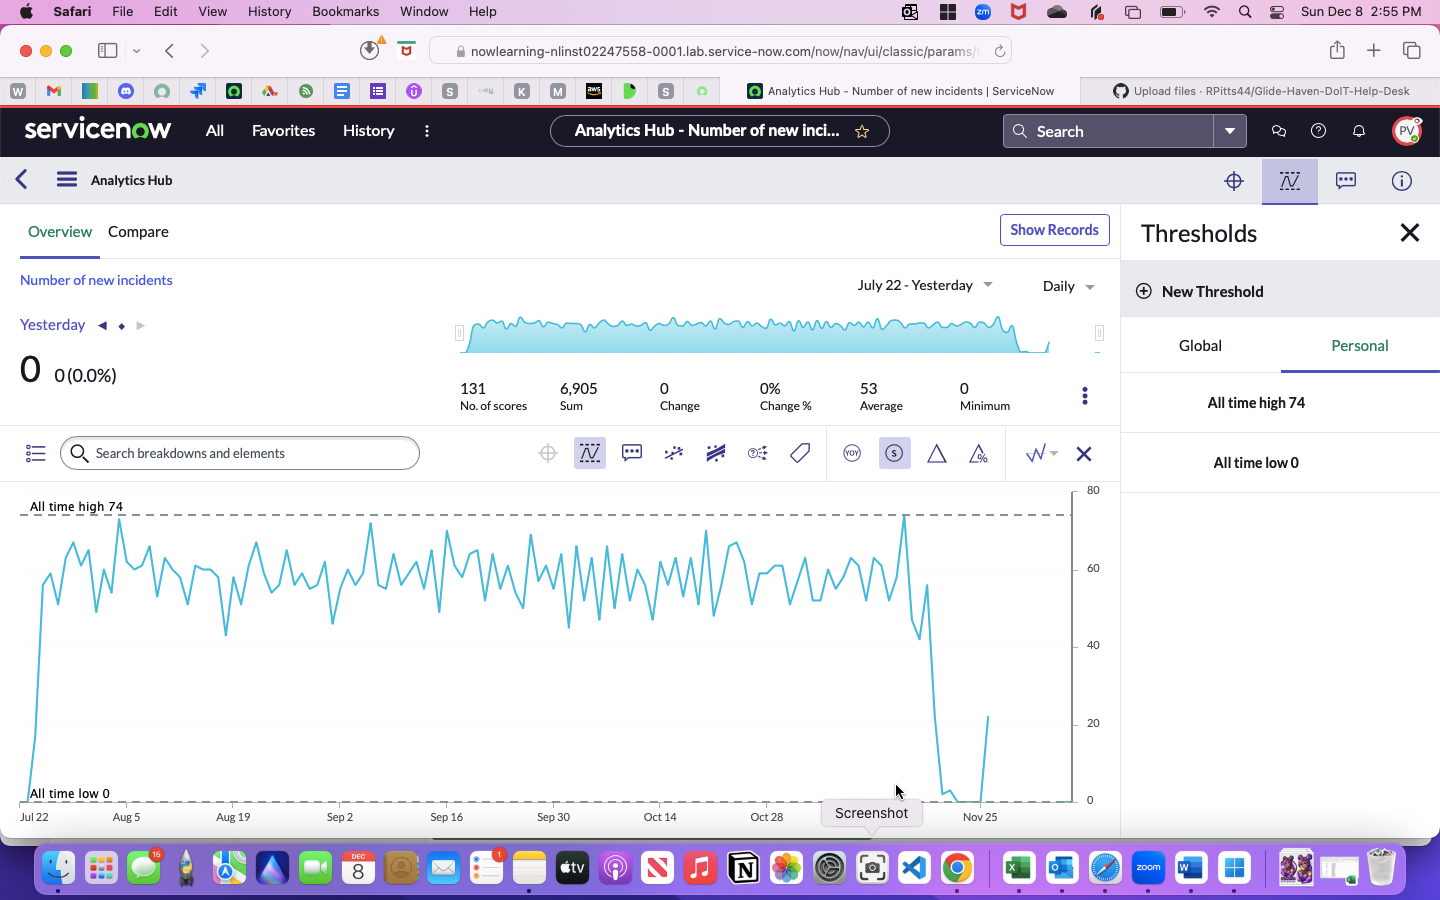 Safari File Edit View History Bookmarks Window Help
zm
Sun Dec 8 2:55 PM
nowlearning-nlinst02247558-0001.lab.service-now.com/now/nav/ui/classic/params/
W
S
K
M
aws
S
Analytics Hub - Number of new incidents | ServiceNow
Upload files · RPitts44/Glide-Haven-DoIT-Help-Desk
servicenow
All Favorites History
Analytics Hub - Number of new inci...
Search
PV
Analytics Hub
Overview Compare
Show Records
Number of new incidents
July 22 - Yesterday
Daily
Yesterday
0 0 (0.0%)
131 6,905 0 0% 53 0
No. of scores Sum Change Change % Average Minimum
Search breakdowns and elements
YOY
S
%
All time high 74
All time low 0
80
60
40
20
0
Jul 22 Aug 5 Aug 19 Sep 2 Sep 16 Sep 30 Oct 14 Oct 28 Nov 25
Screenshot
Thresholds
New Threshold
Global Personal
All time high 74
All time low 0
15
DEC
8
1
tv
zoom